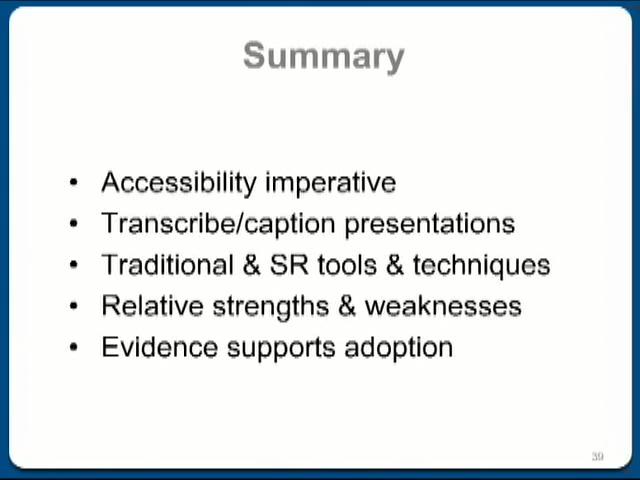 Summary
• Accessibility imperative
• Transcribe/caption presentations
• Traditional & SR tools & techniques
• Relative strengths & weaknesses
• Evidence supports adoption
39